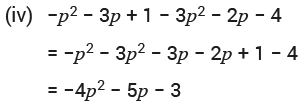 (iv) −p² − 3p + 1 − 3p² − 2p − 4
= −p² − 3p² − 3p − 2p + 1 − 4
= −4p² − 5p − 3